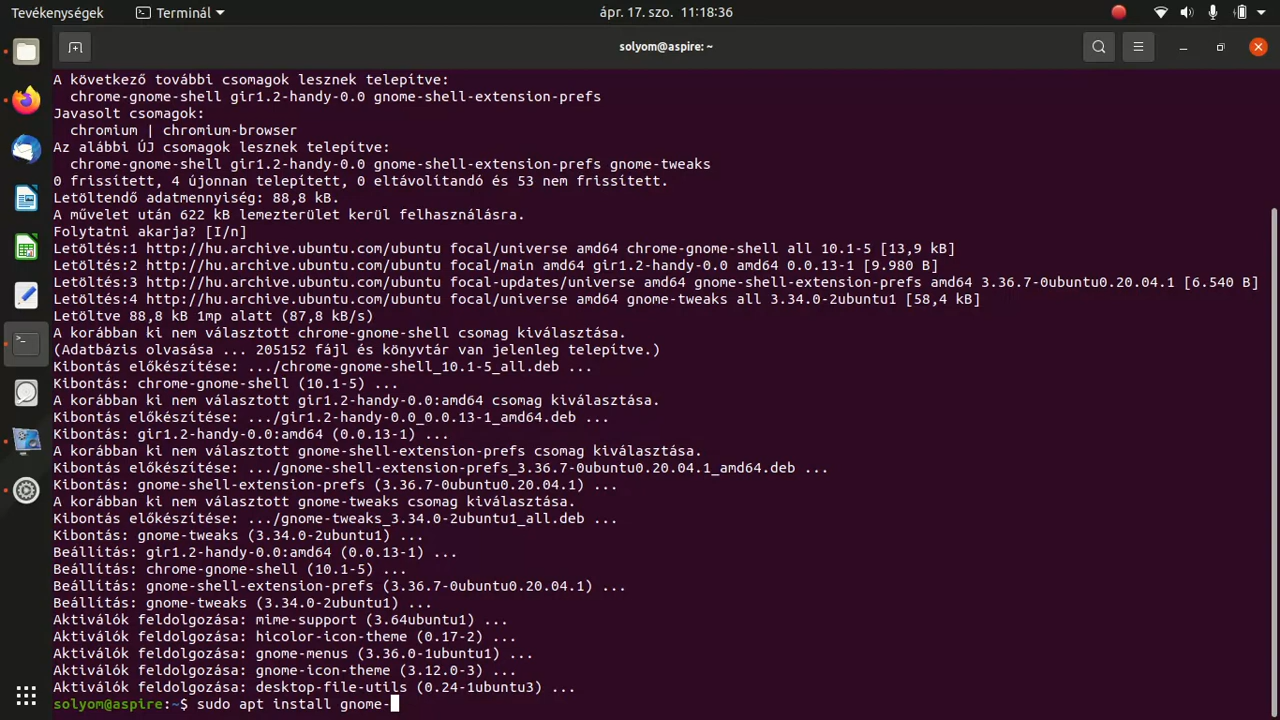 Tevékenységek
Terminál
ápr. 17. szo. 11:18:36
solyom@aspire: ~
A következő további csomagok lesznek telepítve:
chrome-gnome-shell gir1.2-handy-0.0 gnome-shell-extension-prefs
Javasolt csomagok:
chromium | chromium-browser
Az alábbi ÚJ csomagok lesznek telepítve:
chrome-gnome-shell gir1.2-handy-0.0 gnome-shell-extension-prefs gnome-tweaks
0 frissített, 4 újonnan telepített, 0 eltávolítandó és 53 nem frissített.
Letöltendő adatmennyiség: 88,8 kB.
A művelet után 622 kB lemezterület kerül felhasználásra.
Folytatni akarja? [I/n]
Letöltés:1 http://hu.archive.ubuntu.com/ubuntu focal/universe amd64 chrome-gnome-shell all 10.1-5 [13,9 kB]
Letöltés:2 http://hu.archive.ubuntu.com/ubuntu focal/main amd64 gir1.2-handy-0.0 amd64 0.0.13-1 [9.980 B]
Letöltés:3 http://hu.archive.ubuntu.com/ubuntu focal-updates/universe amd64 gnome-shell-extension-prefs amd64 3.36.7-0ubuntu0.20.04.1 [6.540 B]
Letöltés:4 http://hu.archive.ubuntu.com/ubuntu focal/universe amd64 gnome-tweaks all 3.34.0-2ubuntu1 [58,4 kB]
Letöltve 88,8 kB 1mp alatt (87,8 kB/s)
A korábban ki nem választott chrome-gnome-shell csomag kiválasztása.
(Adatbázis olvasása ... 205152 fájl és könyvtár van jelenleg telepítve.)
Kibontás előkészítése: .../chrome-gnome-shell_10.1-5_all.deb ...
Kibontás: chrome-gnome-shell (10.1-5) ...
A korábban ki nem választott gir1.2-handy-0.0:amd64 csomag kiválasztása.
Kibontás előkészítése: .../gir1.2-handy-0.0_0.0.13-1_amd64.deb ...
Kibontás: gir1.2-handy-0.0:amd64 (0.0.13-1) ...
A korábban ki nem választott gnome-shell-extension-prefs csomag kiválasztása.
Kibontás előkészítése: .../gnome-shell-extension-prefs_3.36.7-0ubuntu0.20.04.1_amd64.deb ...
Kibontás: gnome-shell-extension-prefs (3.36.7-0ubuntu0.20.04.1) ...
A korábban ki nem választott gnome-tweaks csomag kiválasztása.
Kibontás előkészítése: .../gnome-tweaks_3.34.0-2ubuntu1_all.deb ...
Kibontás: gnome-tweaks (3.34.0-2ubuntu1) ...
Beállítás: gir1.2-handy-0.0:amd64 (0.0.13-1) ...
Beállítás: chrome-gnome-shell (10.1-5) ...
Beállítás: gnome-shell-extension-prefs (3.36.7-0ubuntu0.20.04.1) ...
Beállítás: gnome-tweaks (3.34.0-2ubuntu1) ...
Aktiválók feldolgozása: mime-support (3.64ubuntu1) ...
Aktiválók feldolgozása: hicolor-icon-theme (0.17-2) ...
Aktiválók feldolgozása: gnome-menus (3.36.0-1ubuntu1) ...
Aktiválók feldolgozása: gnome-icon-theme (3.12.0-3) ...
Aktiválók feldolgozása: desktop-file-utils (0.24-1ubuntu3) ...
solyom@aspire:~$ sudo apt install gnome-